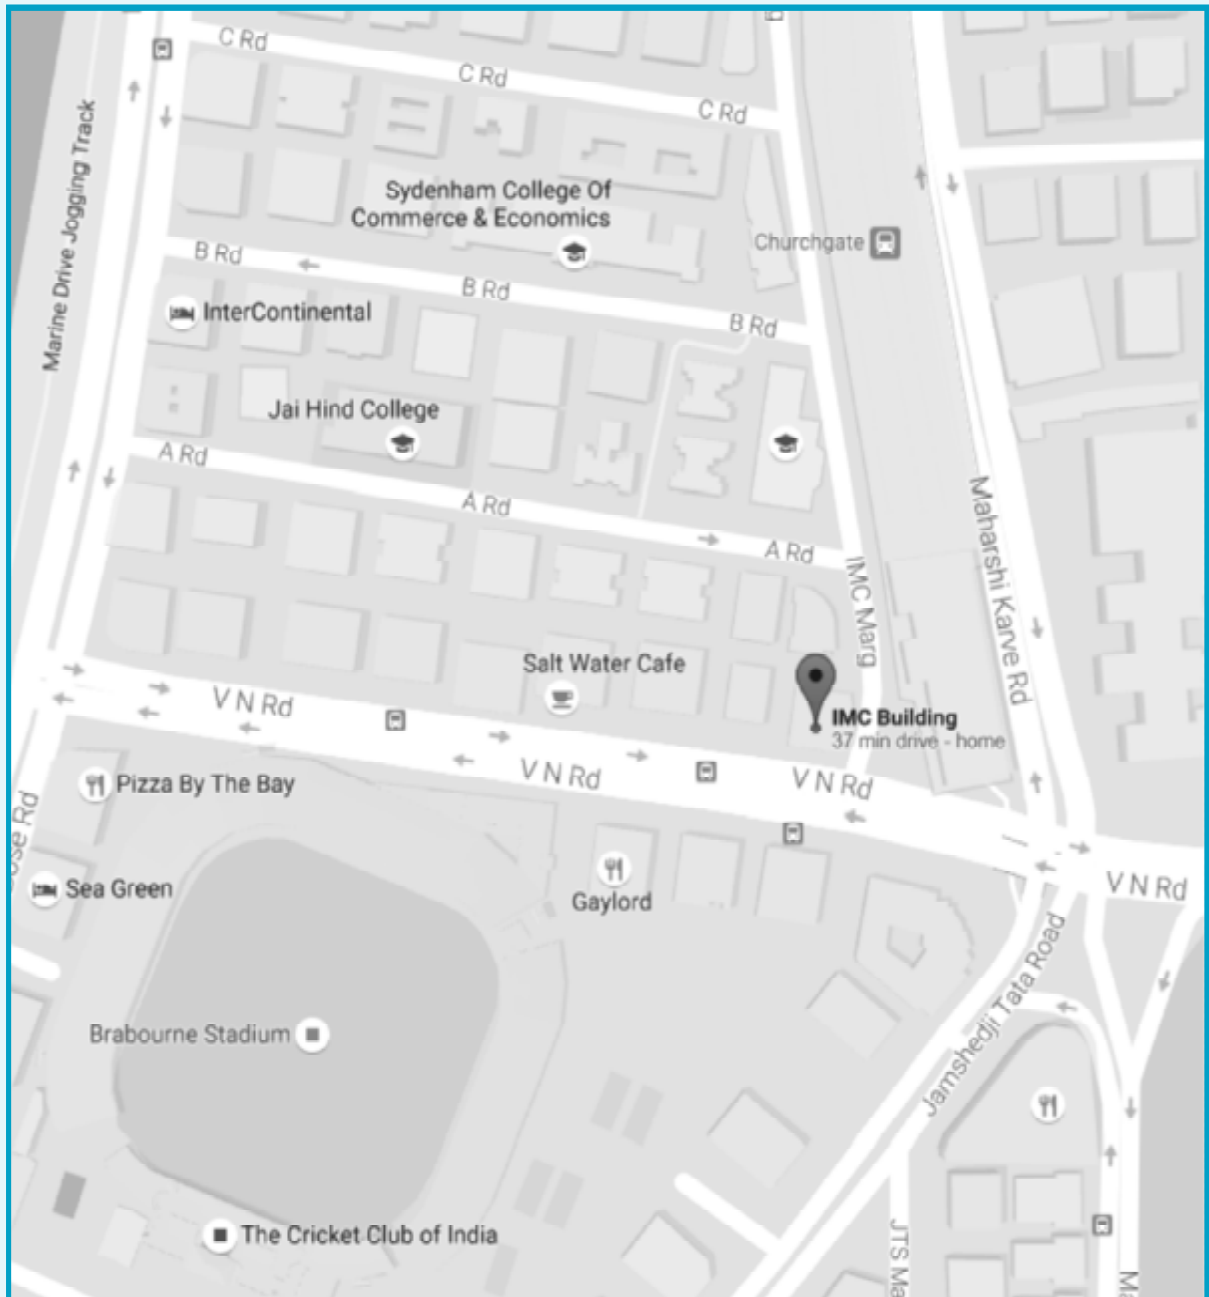 C Rd
C Rd
C Rd
Marine Drive Jogging Track
Sydenham College Of
Commerce & Economics
Churchgate
B Rd
B Rd
B Rd
InterContinental
Jai Hind College
A Rd
A Rd
A Rd
IMC Marg
Maharshi Karve Rd
Salt Water Cafe
V N Rd
IMC Building
37 min drive - home
V N Rd
V N Rd
Pizza By The Bay
V N Rd
Sea Green
Gaylord
Jamshedji Tata Road
Brabourne Stadium
The Cricket Club of India
JTS Ma